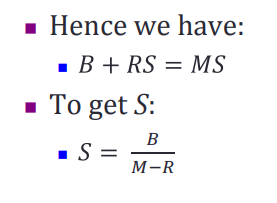 Hence we have:
B + RS = MS
To get S:
S = B / M−R